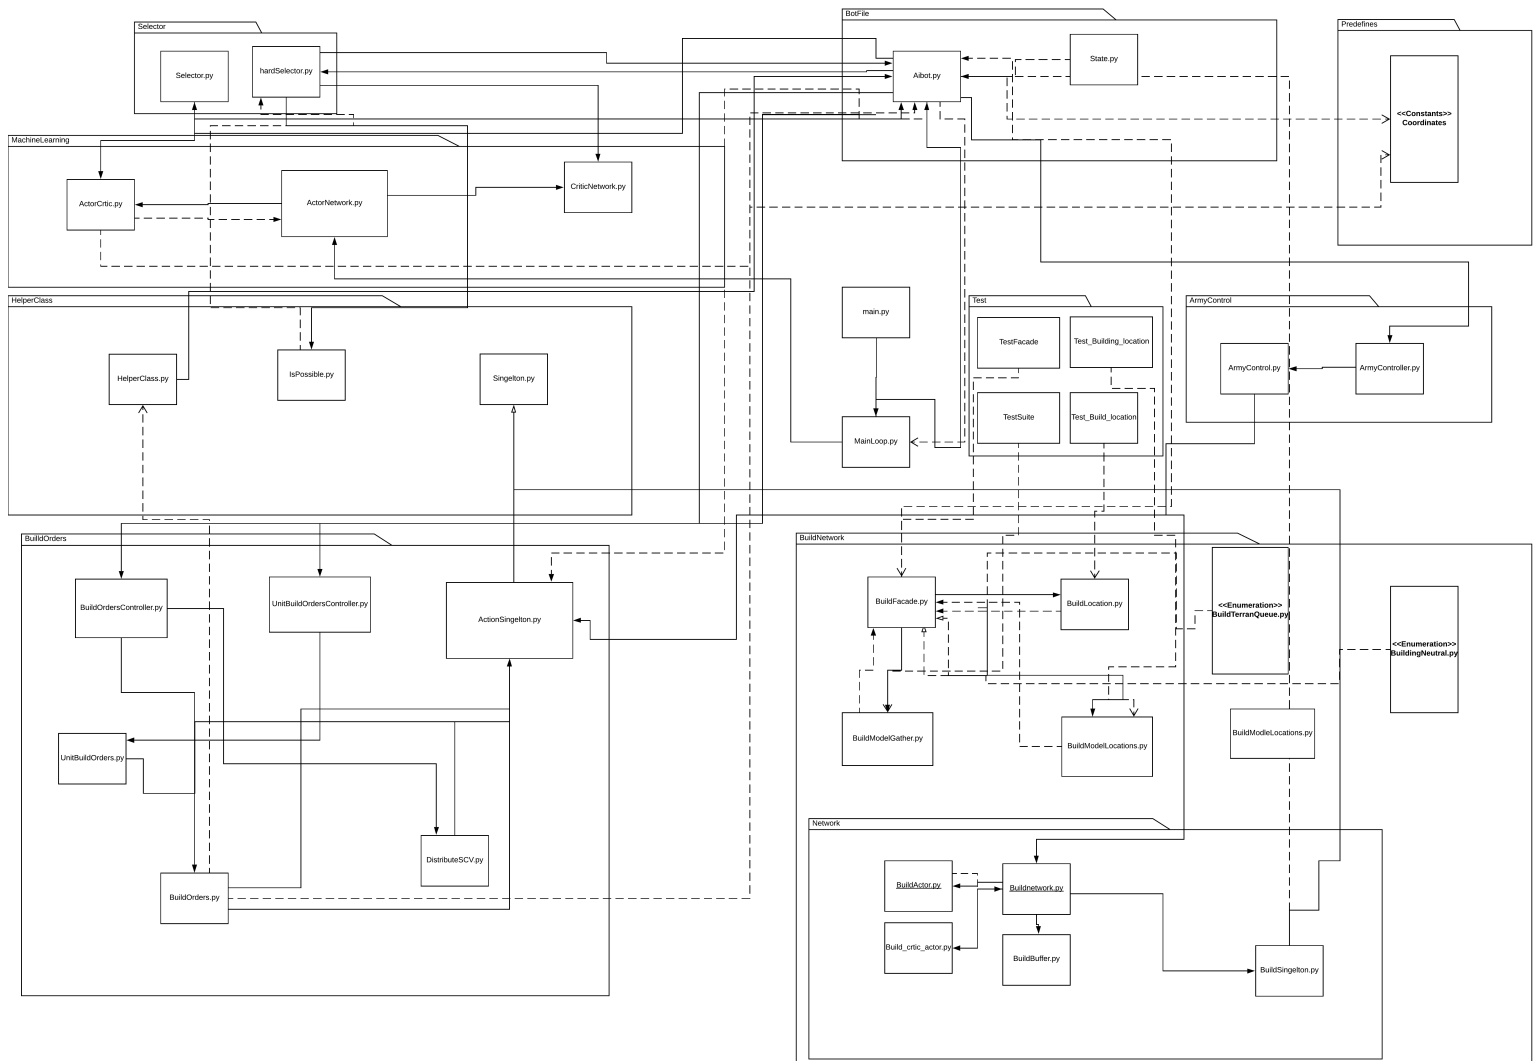 Selector
BotFile
Predefines
Selector.py
hardSelector.py
Aibot.py
State.py
<<Constants>>
Coordinates
MachineLearning
ActorCrtic.py
ActorNetwork.py
CriticNetwork.py
HelperClass
main.py
Test
ArmyControl
TestFacade
Test_Building_location
HelperClass.py
IsPossible.py
Singelton.py
ArmyControl.py
ArmyController.py
TestSuite
Test_Build_location
MainLoop.py
BuilldOrders
BuildNetwork
BuildOrdersController.py
UnitBuildOrdersController.py
ActionSingelton.py
BuildFacade.py
BuildLocation.py
<<Enumeration>>
BuildTerranQueue.py
<<Enumeration>>
BuildingNeutral.py
UnitBuildOrders.py
BuildModelGather.py
BuildModelLocations.py
BuildModleLocations.py
Network
DistributeSCV.py
BuildOrders.py
BuildActor.py
Buildnetwork.py
Build_crtic_actor.py
BuildBuffer.py
BuildSingelton.py